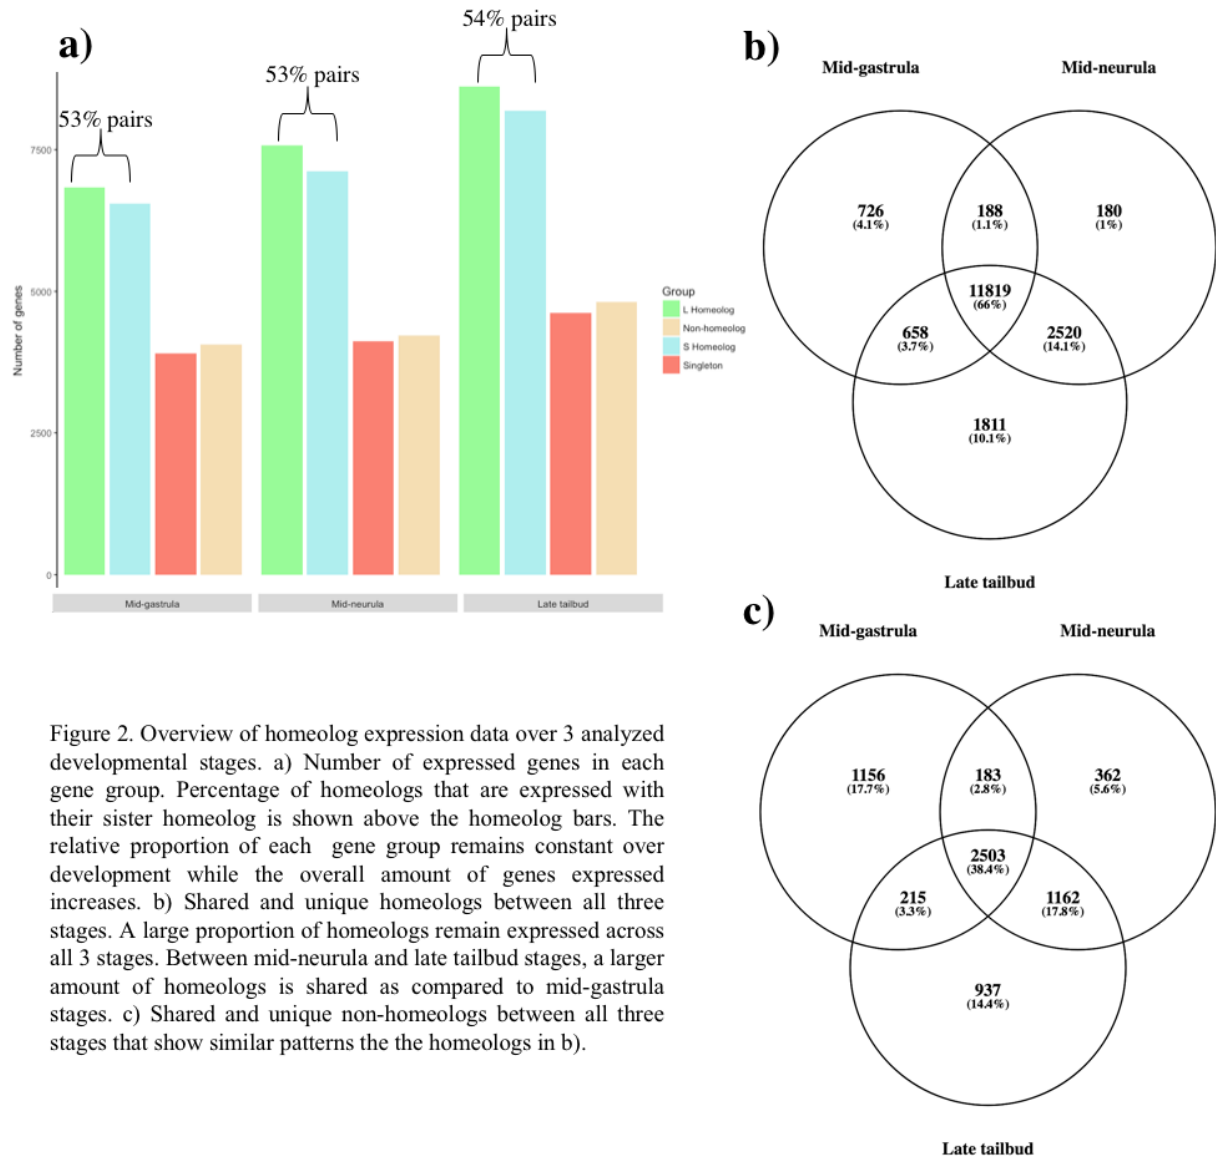 a)
53% pairs
53% pairs
54% pairs
Number of genes
7500
5000
2500
0
Mid-gastrula
Mid-neurula
Late tailbud
Group
L Homeolog
Non-homeolog
S Homeolog
Singleton
b)
Mid-gastrula
Mid-neurula
726
(4.1%)
188
(1.1%)
180
(1%)
11819
(66%)
658
(3.7%)
2520
(14.1%)
1811
(10.1%)
Late tailbud
c)
Mid-gastrula
Mid-neurula
1156
(17.7%)
183
(2.8%)
362
(5.6%)
2503
(38.4%)
215
(3.3%)
1162
(17.8%)
937
(14.4%)
Late tailbud
Figure 2. Overview of homeolog expression data over 3 analyzed
developmental stages. a) Number of expressed genes in each
gene group. Percentage of homeologs that are expressed with
their sister homeolog is shown above the homeolog bars. The
relative proportion of each gene group remains constant over
development while the overall amount of genes expressed
increases. b) Shared and unique homeologs between all three
stages. A large proportion of homeologs remain expressed across
all 3 stages. Between mid-neurula and late tailbud stages, a larger
amount of homeologs is shared as compared to mid-gastrula
stages. c) Shared and unique non-homeologs between all three
stages that show similar patterns the the homeologs in b).